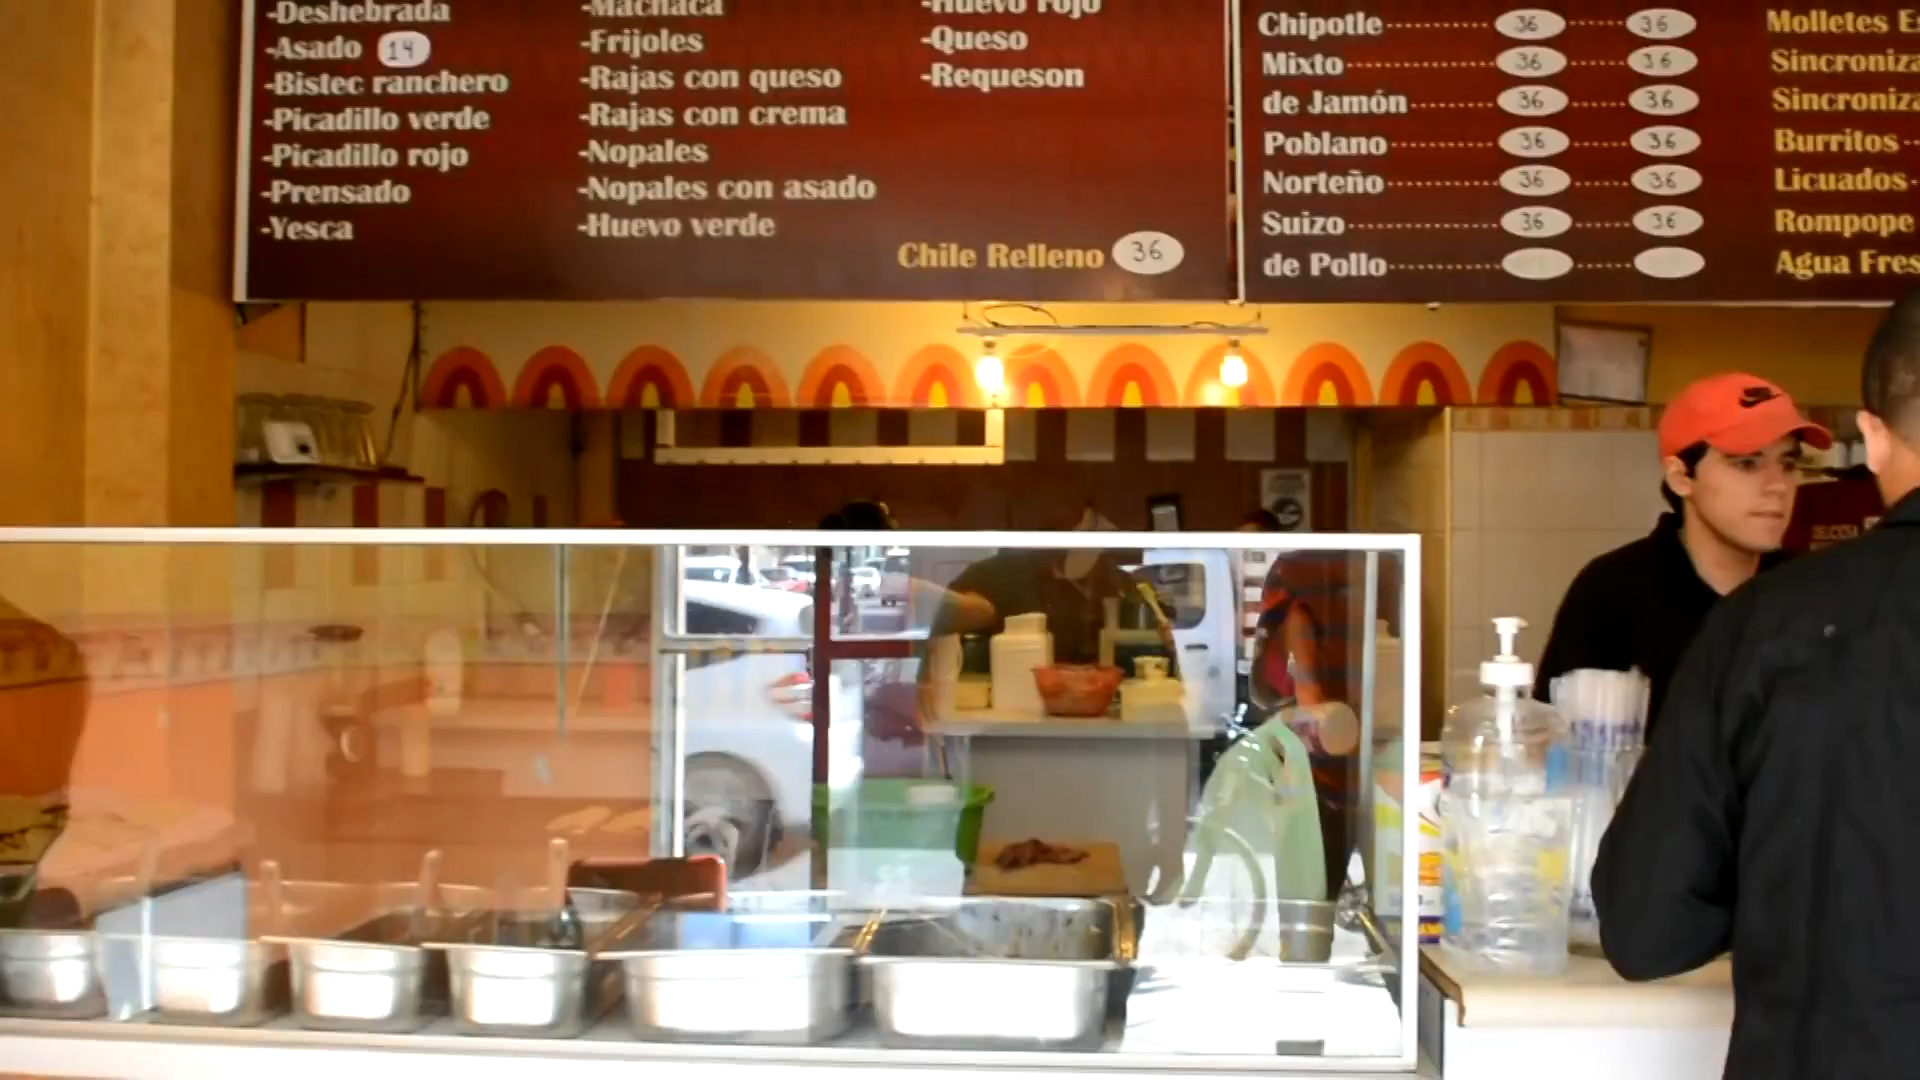 -Deshebrada
-Asado 14
-Bistec ranchero
-Picadillo verde
-Picadillo rojo
-Prensado
-Yesca
-Machaca
-Frijoles
-Rajas con queso
-Rajas con crema
-Nopales
-Nopales con asado
-Huevo verde
-Huevo rojo
-Queso
-Requeson
Chile Relleno 36
Chipotle 36 36
Mixto 36 36
de Jamón 36 36
Poblano 36 36
Norteño 36 36
Suizo 36 36
de Pollo
Molletes
Burritos
Licuados
Rompope
Agua